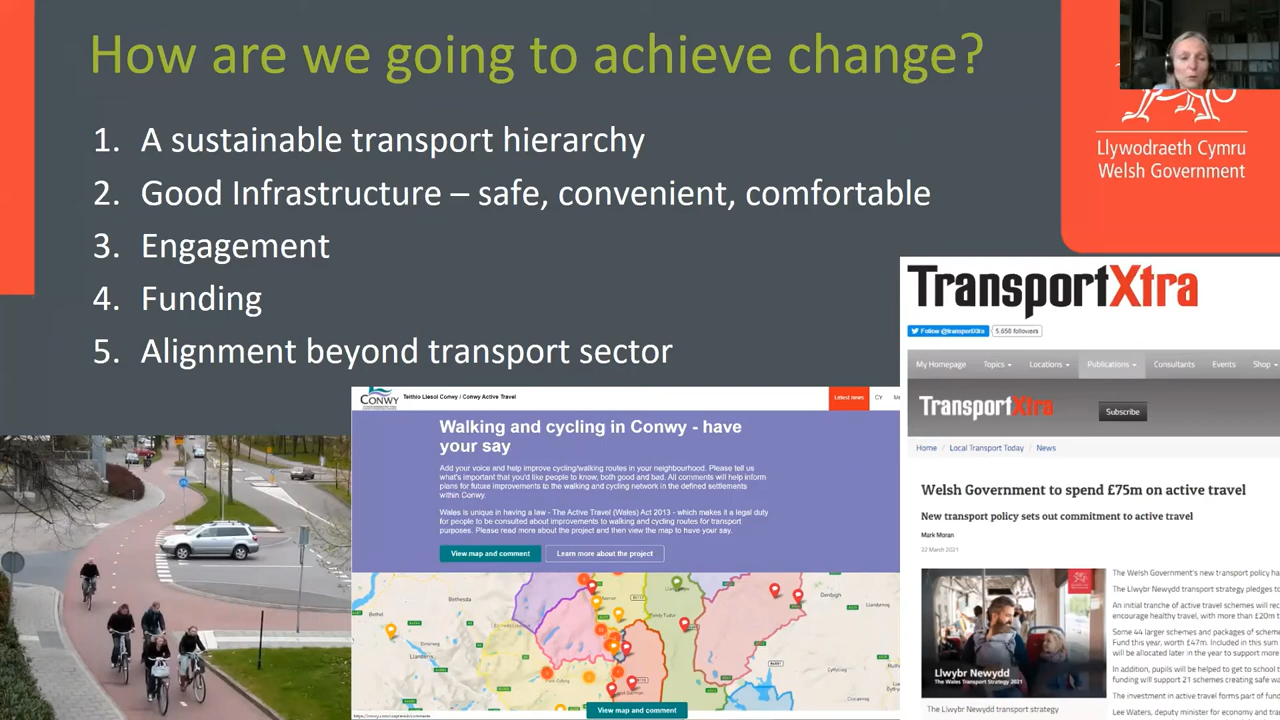 How are we going to achieve change?
1. A sustainable transport hierarchy
2. Good Infrastructure – safe, convenient, comfortable
3. Engagement
4. Funding
5. Alignment beyond transport sector
Llywodraeth Cymru
Welsh Government
CONWY
Teithio Llesol Conwy / Conwy Active Travel
Latest news
CY
Walking and cycling in Conwy - have
your say
Add your voice and help improve cycling/walking routes in your neighbourhood. Please tell us
what's important that you'd like people to know, both good and bad. All comments will help inform
plans for future improvements to the walking and cycling network in the defined settlements
within Conwy.
Wales is unique in having a law - The Active Travel (Wales) Act 2013 - which makes it a legal duty
for people to be consulted about improvements to walking and cycling routes for transport
purposes. Please read more about the project and then view the map to have your say.
View map and comment
Learn more about the project
Bethesda
Denbigh
Bethel
View map and comment
TransportXtra
Follow @transportXtra
5,650 followers
My Homepage
Topics
Locations
Publications
Consultants
Events
Shop
TransportXtra
Subscribe
Home
Local Transport Today
News
Welsh Government to spend £75m on active travel
New transport policy sets out commitment to active travel
Mark Moran
22 March 2021
The Welsh Government's new transport policy ha
The Llwybr Newydd transport strategy pledges to
An initial tranche of active travel schemes will rec
encourage healthy travel, with more than £20m t
Some 44 larger schemes and packages of scheme
Fund this year, worth £47m. Included in this sum
will be allocated later in the year to support more
In addition, pupils will be helped to get to school t
funding will support 21 schemes creating safe wa
The investment in active travel forms part of fund
Lee Waters, deputy minister for economy and tra
Llwybr Newydd
The Wales Transport Strategy 2021
The Llwybr Newydd transport strategy